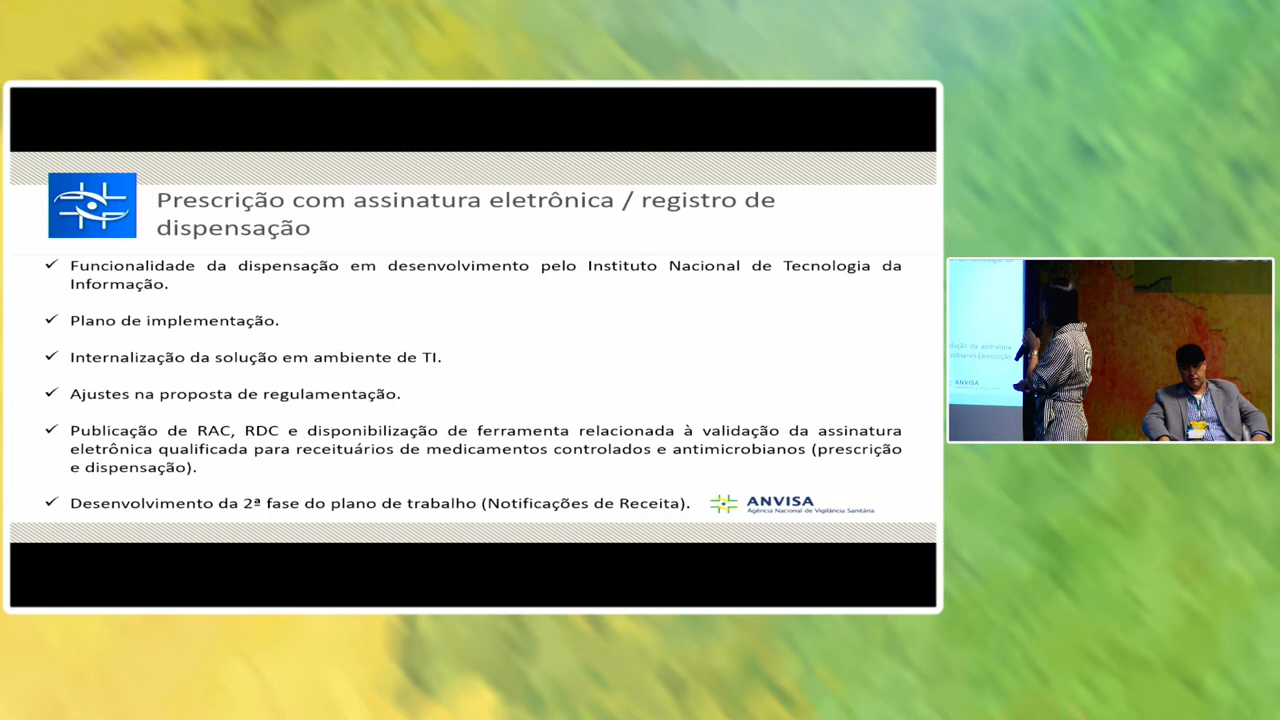 Prescrição com assinatura eletrônica / registro de
dispensação
Funcionalidade da dispensação em desenvolvimento pelo Instituto Nacional de Tecnologia da
Informação.
Plano de implementação.
Internalização da solução em ambiente de TI.
Ajustes na proposta de regulamentação.
Publicação de RAC, RDC e disponibilização de ferramenta relacionada à validação da assinatura
eletrônica qualificada para receituários de medicamentos controlados e antimicrobianos (prescrição
e dispensação).
Desenvolvimento da 2ª fase do plano de trabalho (Notificações de Receita).
ANVISA
Agência Nacional de Vigilância Sanitária
ANVISA